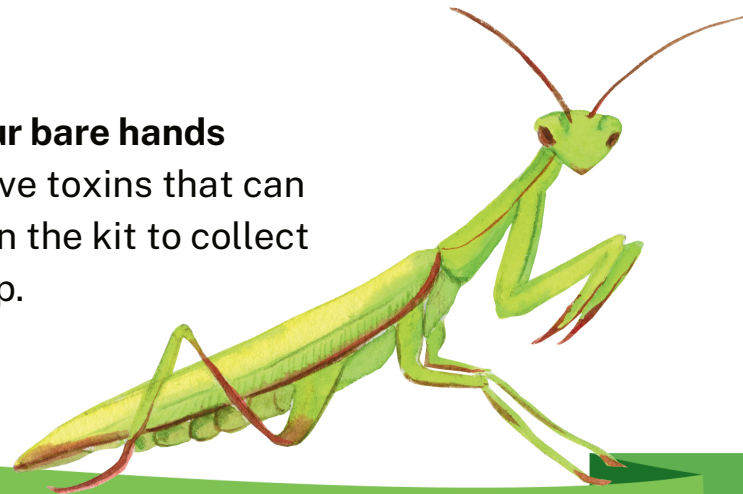 ur bare hands
ve toxins that can
n the kit to collect
p.